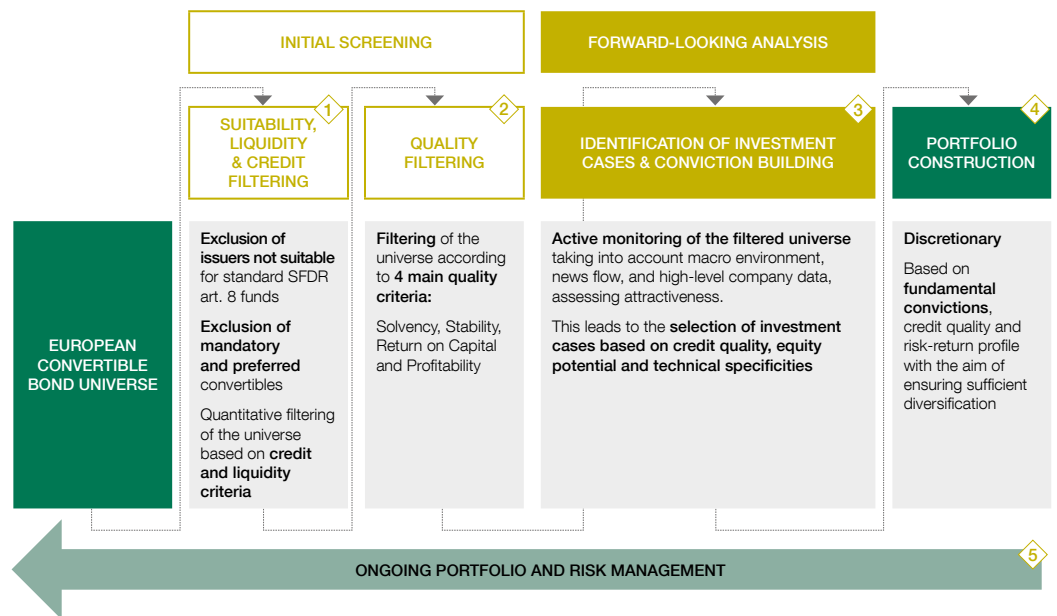 INITIAL SCREENING
FORWARD-LOOKING ANALYSIS
1
SUITABILITY,
LIQUIDITY
& CREDIT
FILTERING
2
QUALITY
FILTERING
3
IDENTIFICATION OF INVESTMENT
CASES & CONVICTION BUILDING
4
PORTFOLIO
CONSTRUCTION
EUROPEAN
CONVERTIBLE
BOND UNIVERSE
Exclusion of
issuers not suitable
for standard SFDR
art. 8 funds
Exclusion of
mandatory
and preferred
convertibles
Quantitative filtering
of the universe
based on credit
and liquidity
criteria
Filtering of the
universe according
to 4 main quality
criteria:
Solvency, Stability,
Return on Capital
and Profitability
Active monitoring of the filtered universe
taking into account macro environment,
news flow, and high-level company data,
assessing attractiveness.
This leads to the selection of investment
cases based on credit quality, equity
potential and technical specificities
Discretionary
Based on
fundamental
convictions,
credit quality and
risk-return profile
with the aim of
ensuring sufficient
diversification
5
ONGOING PORTFOLIO AND RISK MANAGEMENT